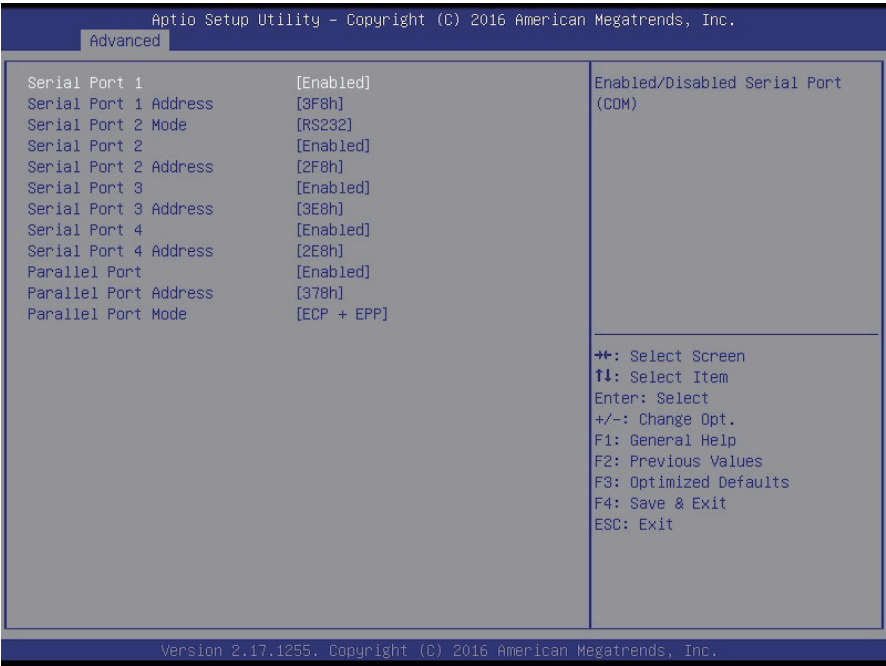 Aptio Setup Utility – Copyright (C) 2016 American Megatrends, Inc.
Advanced
Serial Port 1 [Enabled]
Serial Port 1 Address [3F8h]
Serial Port 2 Mode [RS232]
Serial Port 2 [Enabled]
Serial Port 2 Address [2F8h]
Serial Port 3 [Enabled]
Serial Port 3 Address [3E8h]
Serial Port 4 [Enabled]
Serial Port 4 Address [2E8h]
Parallel Port [Enabled]
Parallel Port Address [378h]
Parallel Port Mode [ECP + EPP]
Enabled/Disabled Serial Port
(COM)
→←: Select Screen
↑↓: Select Item
Enter: Select
+/-: Change Opt.
F1: General Help
F2: Previous Values
F3: Optimized Defaults
F4: Save & Exit
ESC: Exit
Version 2.17.1255. Copyright (C) 2016 American Megatrends, Inc.